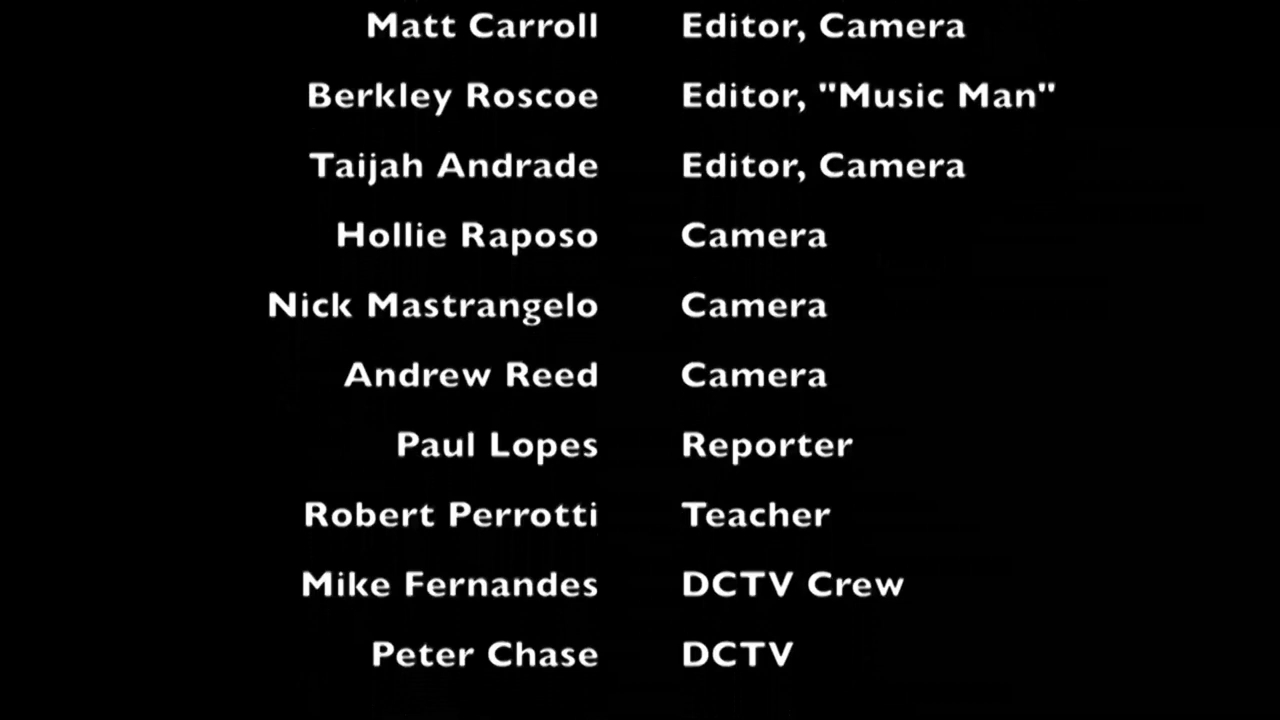 Matt Carroll Editor, Camera
Berkley Roscoe Editor, "Music Man"
Taijah Andrade Editor, Camera
Hollie Raposo Camera
Nick Mastrangelo Camera
Andrew Reed Camera
Paul Lopes Reporter
Robert Perrotti Teacher
Mike Fernandes DCTV Crew
Peter Chase DCTV